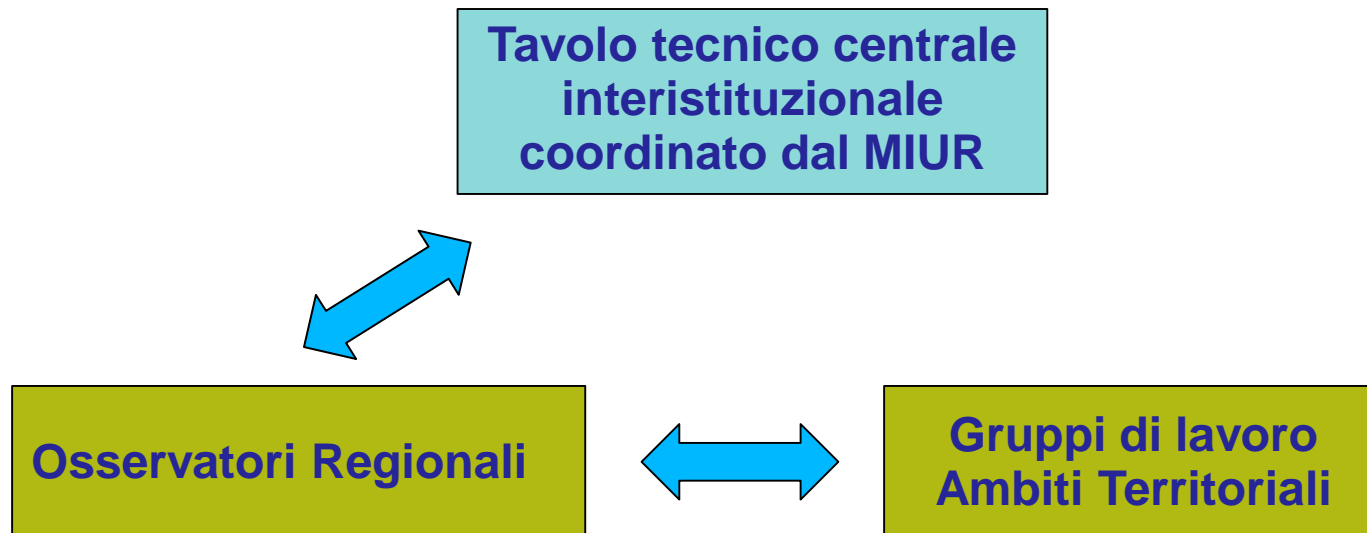 Tavolo tecnico centrale
interistituzionale
coordinato dal MIUR
Osservatori Regionali
Gruppi di lavoro
Ambiti Territoriali